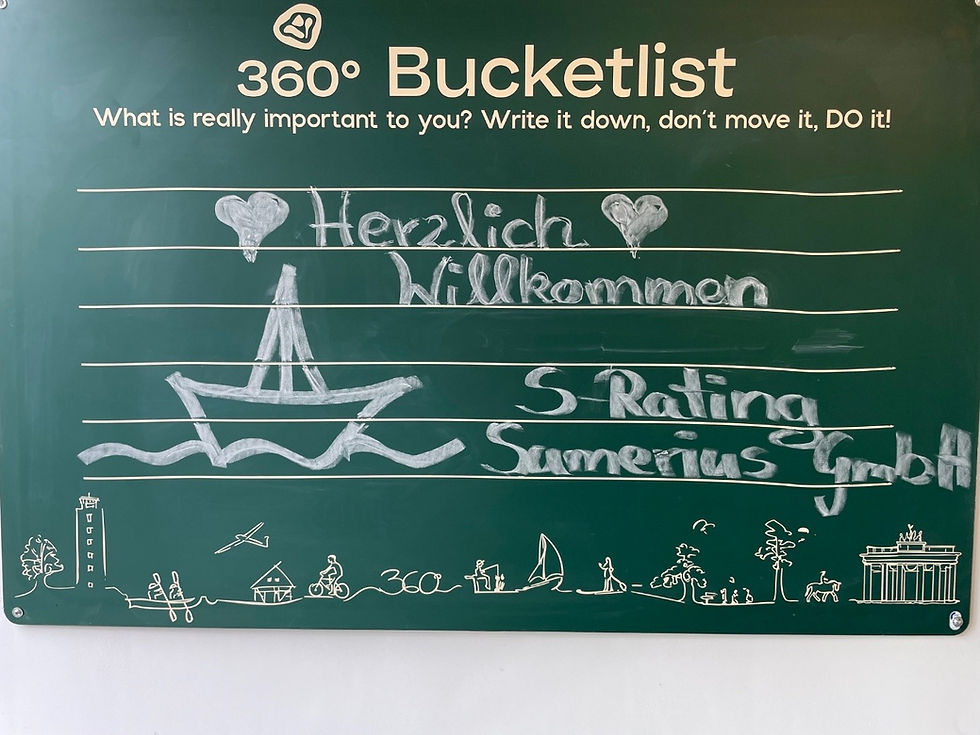 360° Bucketlist
What is really important to you? Write it down, don't move it, DO it!
Herzlich
Willkommen
S-Rating
Sumerius GmbH
360°